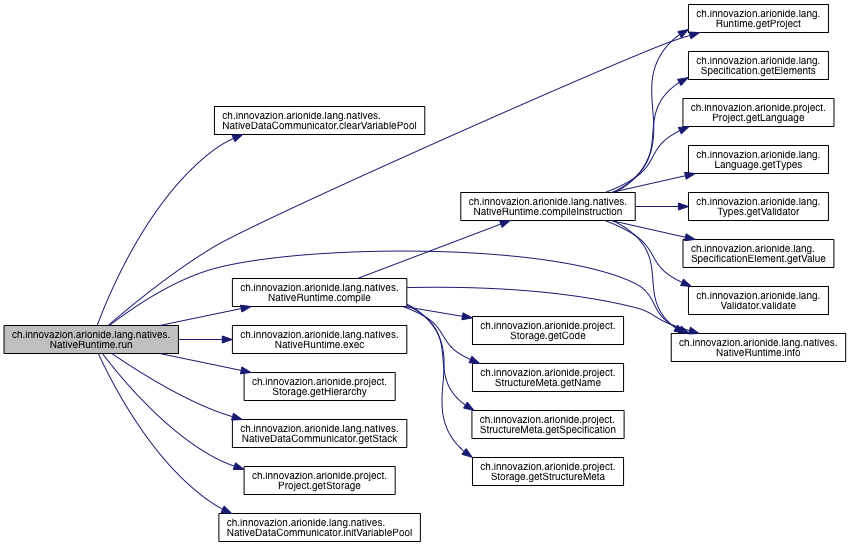 ch.innovazion.arionide.lang.natives.
NativeRuntime.run
ch.innovazion.arionide.lang.natives.
NativeDataCommunicator.clearVariablePool
ch.innovazion.arionide.lang.natives.
NativeRuntime.compile
ch.innovazion.arionide.lang.natives.
NativeRuntime.exec
ch.innovazion.arionide.project.
Storage.getHierarchy
ch.innovazion.arionide.lang.natives.
NativeDataCommunicator.getStack
ch.innovazion.arionide.project.
Project.getStorage
ch.innovazion.arionide.lang.natives.
NativeDataCommunicator.initVariablePool
ch.innovazion.arionide.lang.natives.
NativeRuntime.compileInstruction
ch.innovazion.arionide.project.
Storage.getCode
ch.innovazion.arionide.project.
StructureMeta.getName
ch.innovazion.arionide.project.
StructureMeta.getSpecification
ch.innovazion.arionide.project.
Storage.getStructureMeta
ch.innovazion.arionide.lang.
Runtime.getProject
ch.innovazion.arionide.lang.
Specification.getElements
ch.innovazion.arionide.project.
Project.getLanguage
ch.innovazion.arionide.lang.
Language.getTypes
ch.innovazion.arionide.lang.
Types.getValidator
ch.innovazion.arionide.lang.
SpecificationElement.getValue
ch.innovazion.arionide.lang.
Validator.validate
ch.innovazion.arionide.lang.natives.
NativeRuntime.info